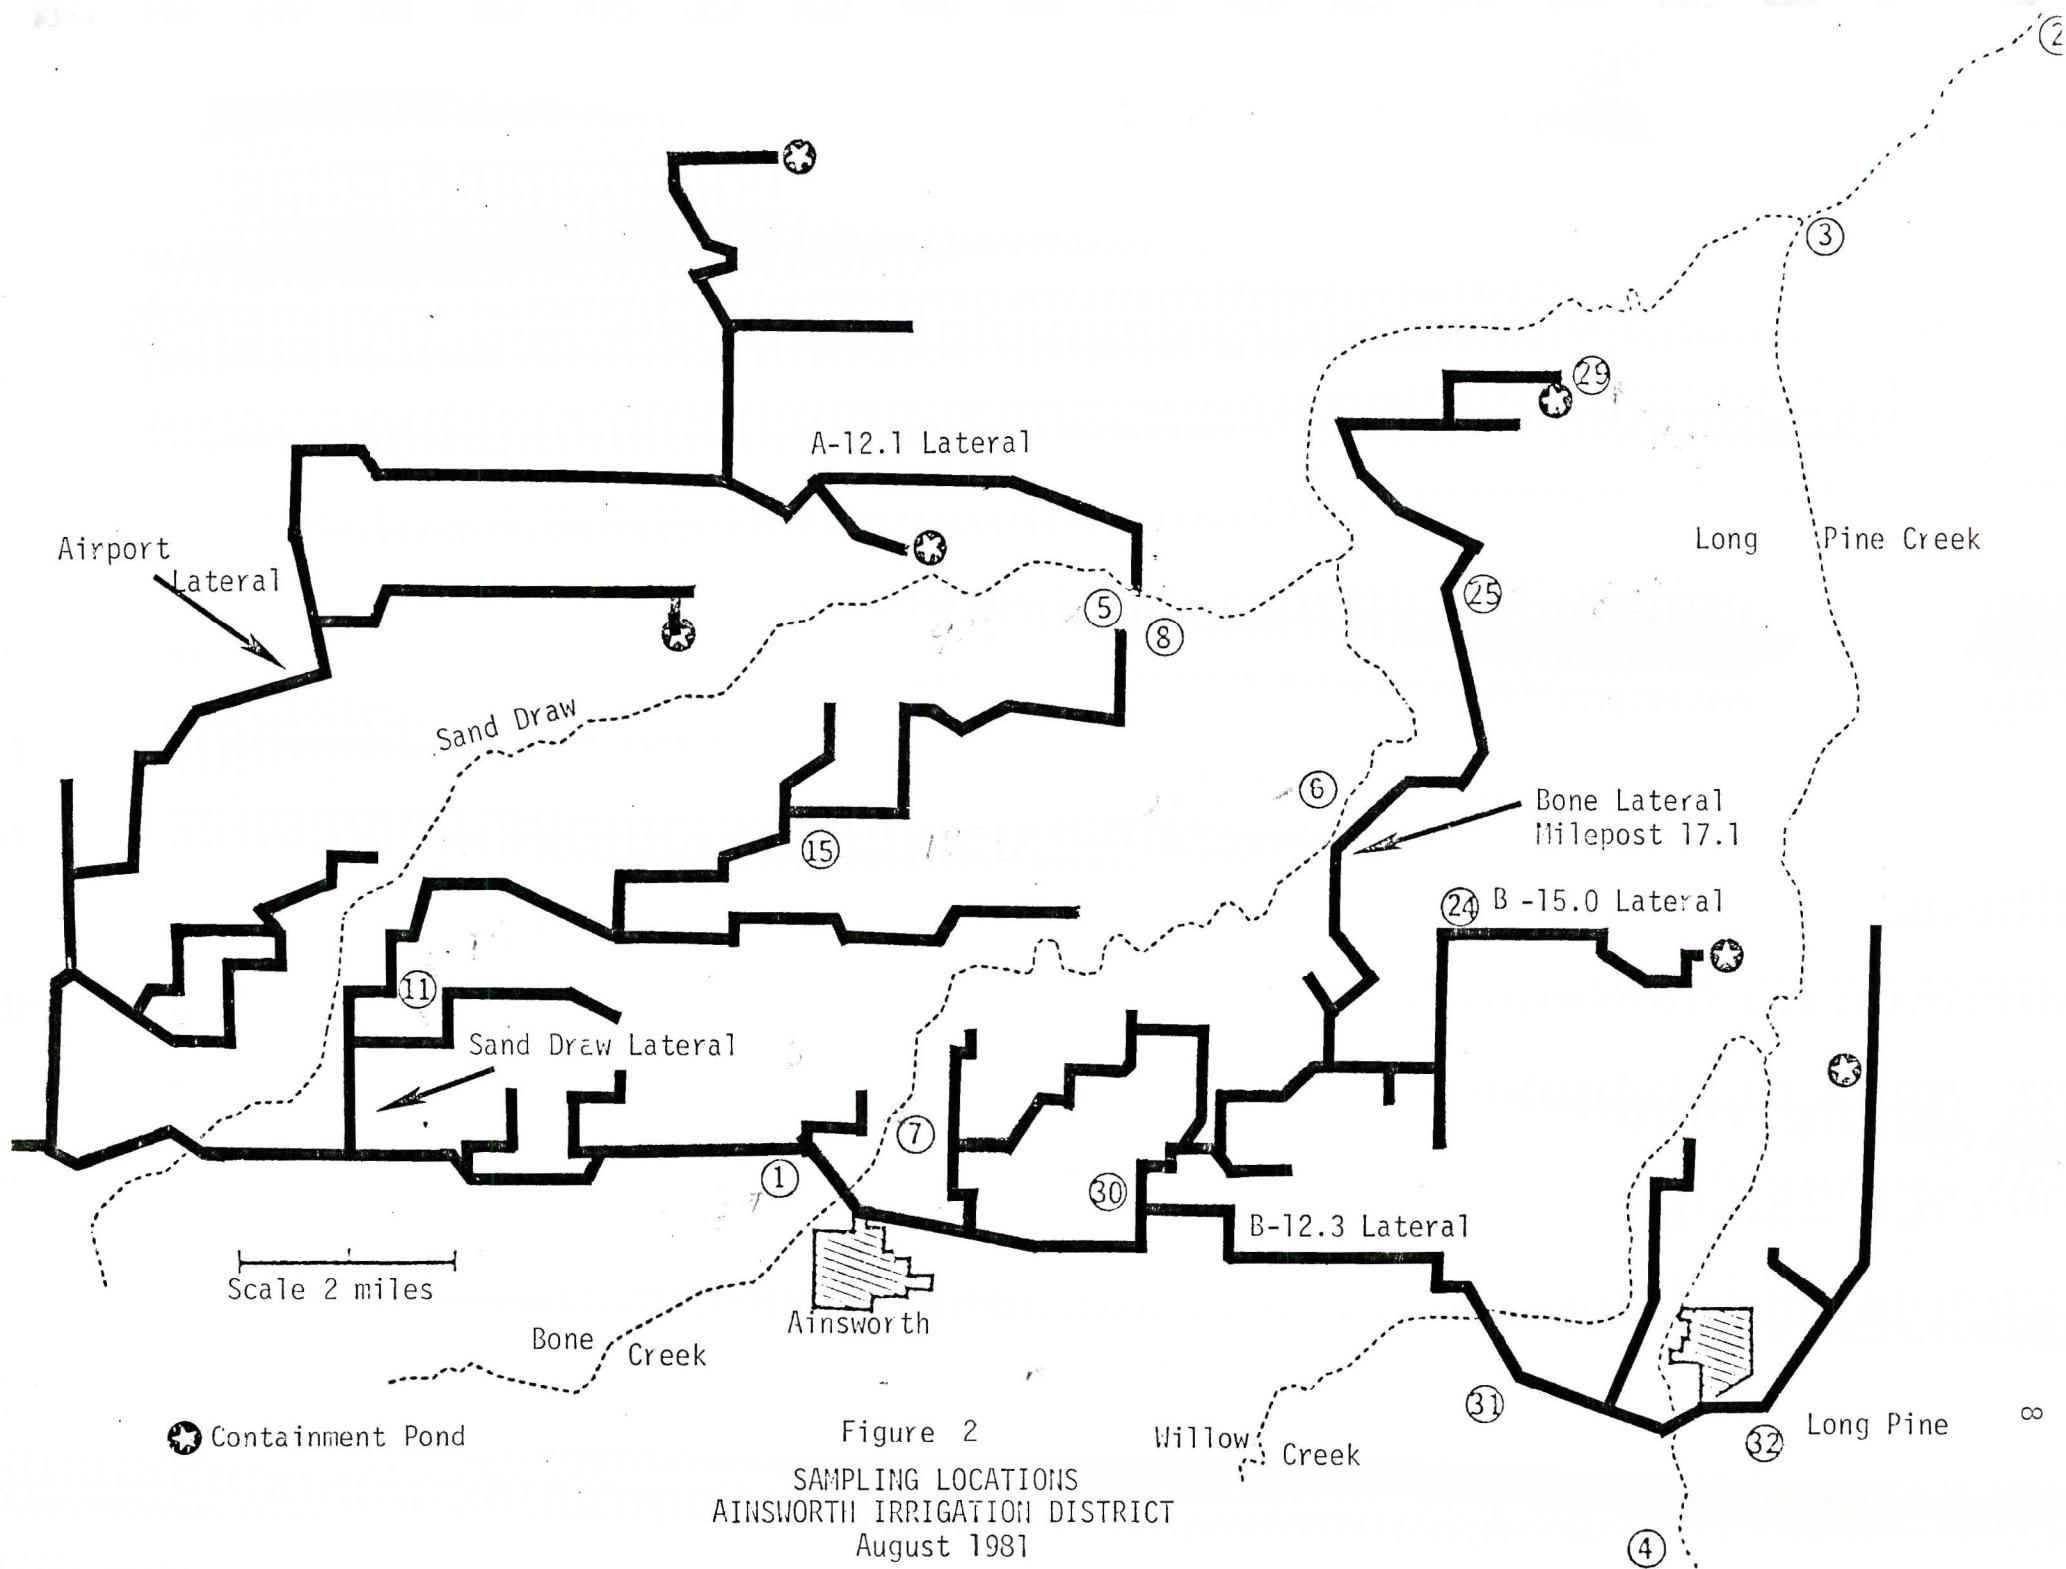 2
3
29
A-12.1 Lateral
Airport
Lateral
Long Pine Creek
25
5
8
Sand Draw
6
Bone Lateral
Milepost 17.1
15
24 B-15.0 Lateral
11
Sand Draw Lateral
7
1
30
B-12.3 Lateral
Scale 2 miles
Ainsworth
Bone
Creek
31
32 Long Pine
8
Containment Pond
Willow
Creek
Figure 2
SAMPLING LOCATIONS
AINSWORTH IRRIGATION DISTRICT
August 1981
4